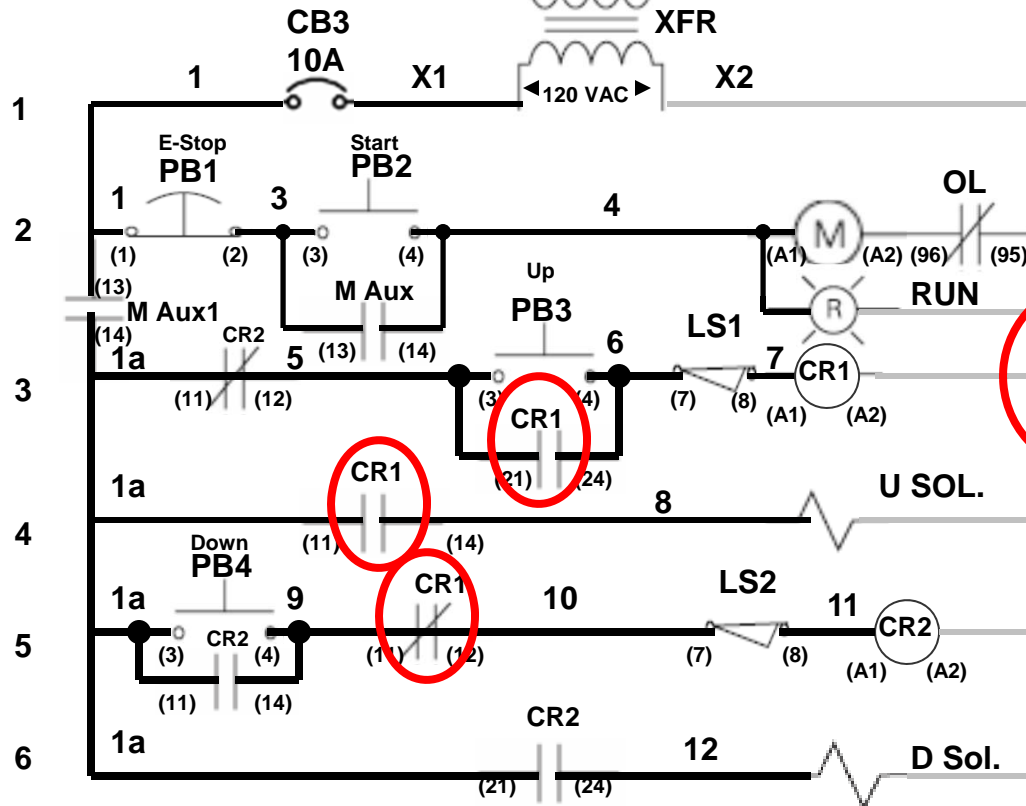 CB3
10A
XFR
1
X1
X2
120 VAC
1
E-Stop
PB1
Start
PB2
1
3
4
OL
M
2
(1)
(2)
(3)
(4)
(A1)
(A2)
(96)
(95)
(13)
M Aux1
(14)
M Aux
(13)
(14)
Up
PB3
R
RUN
1a
CR2
5
6
LS1
7
CR1
3
(11)
(12)
(3)
(4)
(7)
(8)
(A1)
(A2)
CR1
(21)
(24)
1a
CR1
8
U SOL.
4
(11)
(14)
Down
PB4
1a
9
CR1
10
LS2
11
CR2
5
(3)
CR2
(4)
(11)
(12)
(7)
(8)
(A1)
(A2)
(11)
(14)
1a
CR2
12
D Sol.
6
(21)
(24)